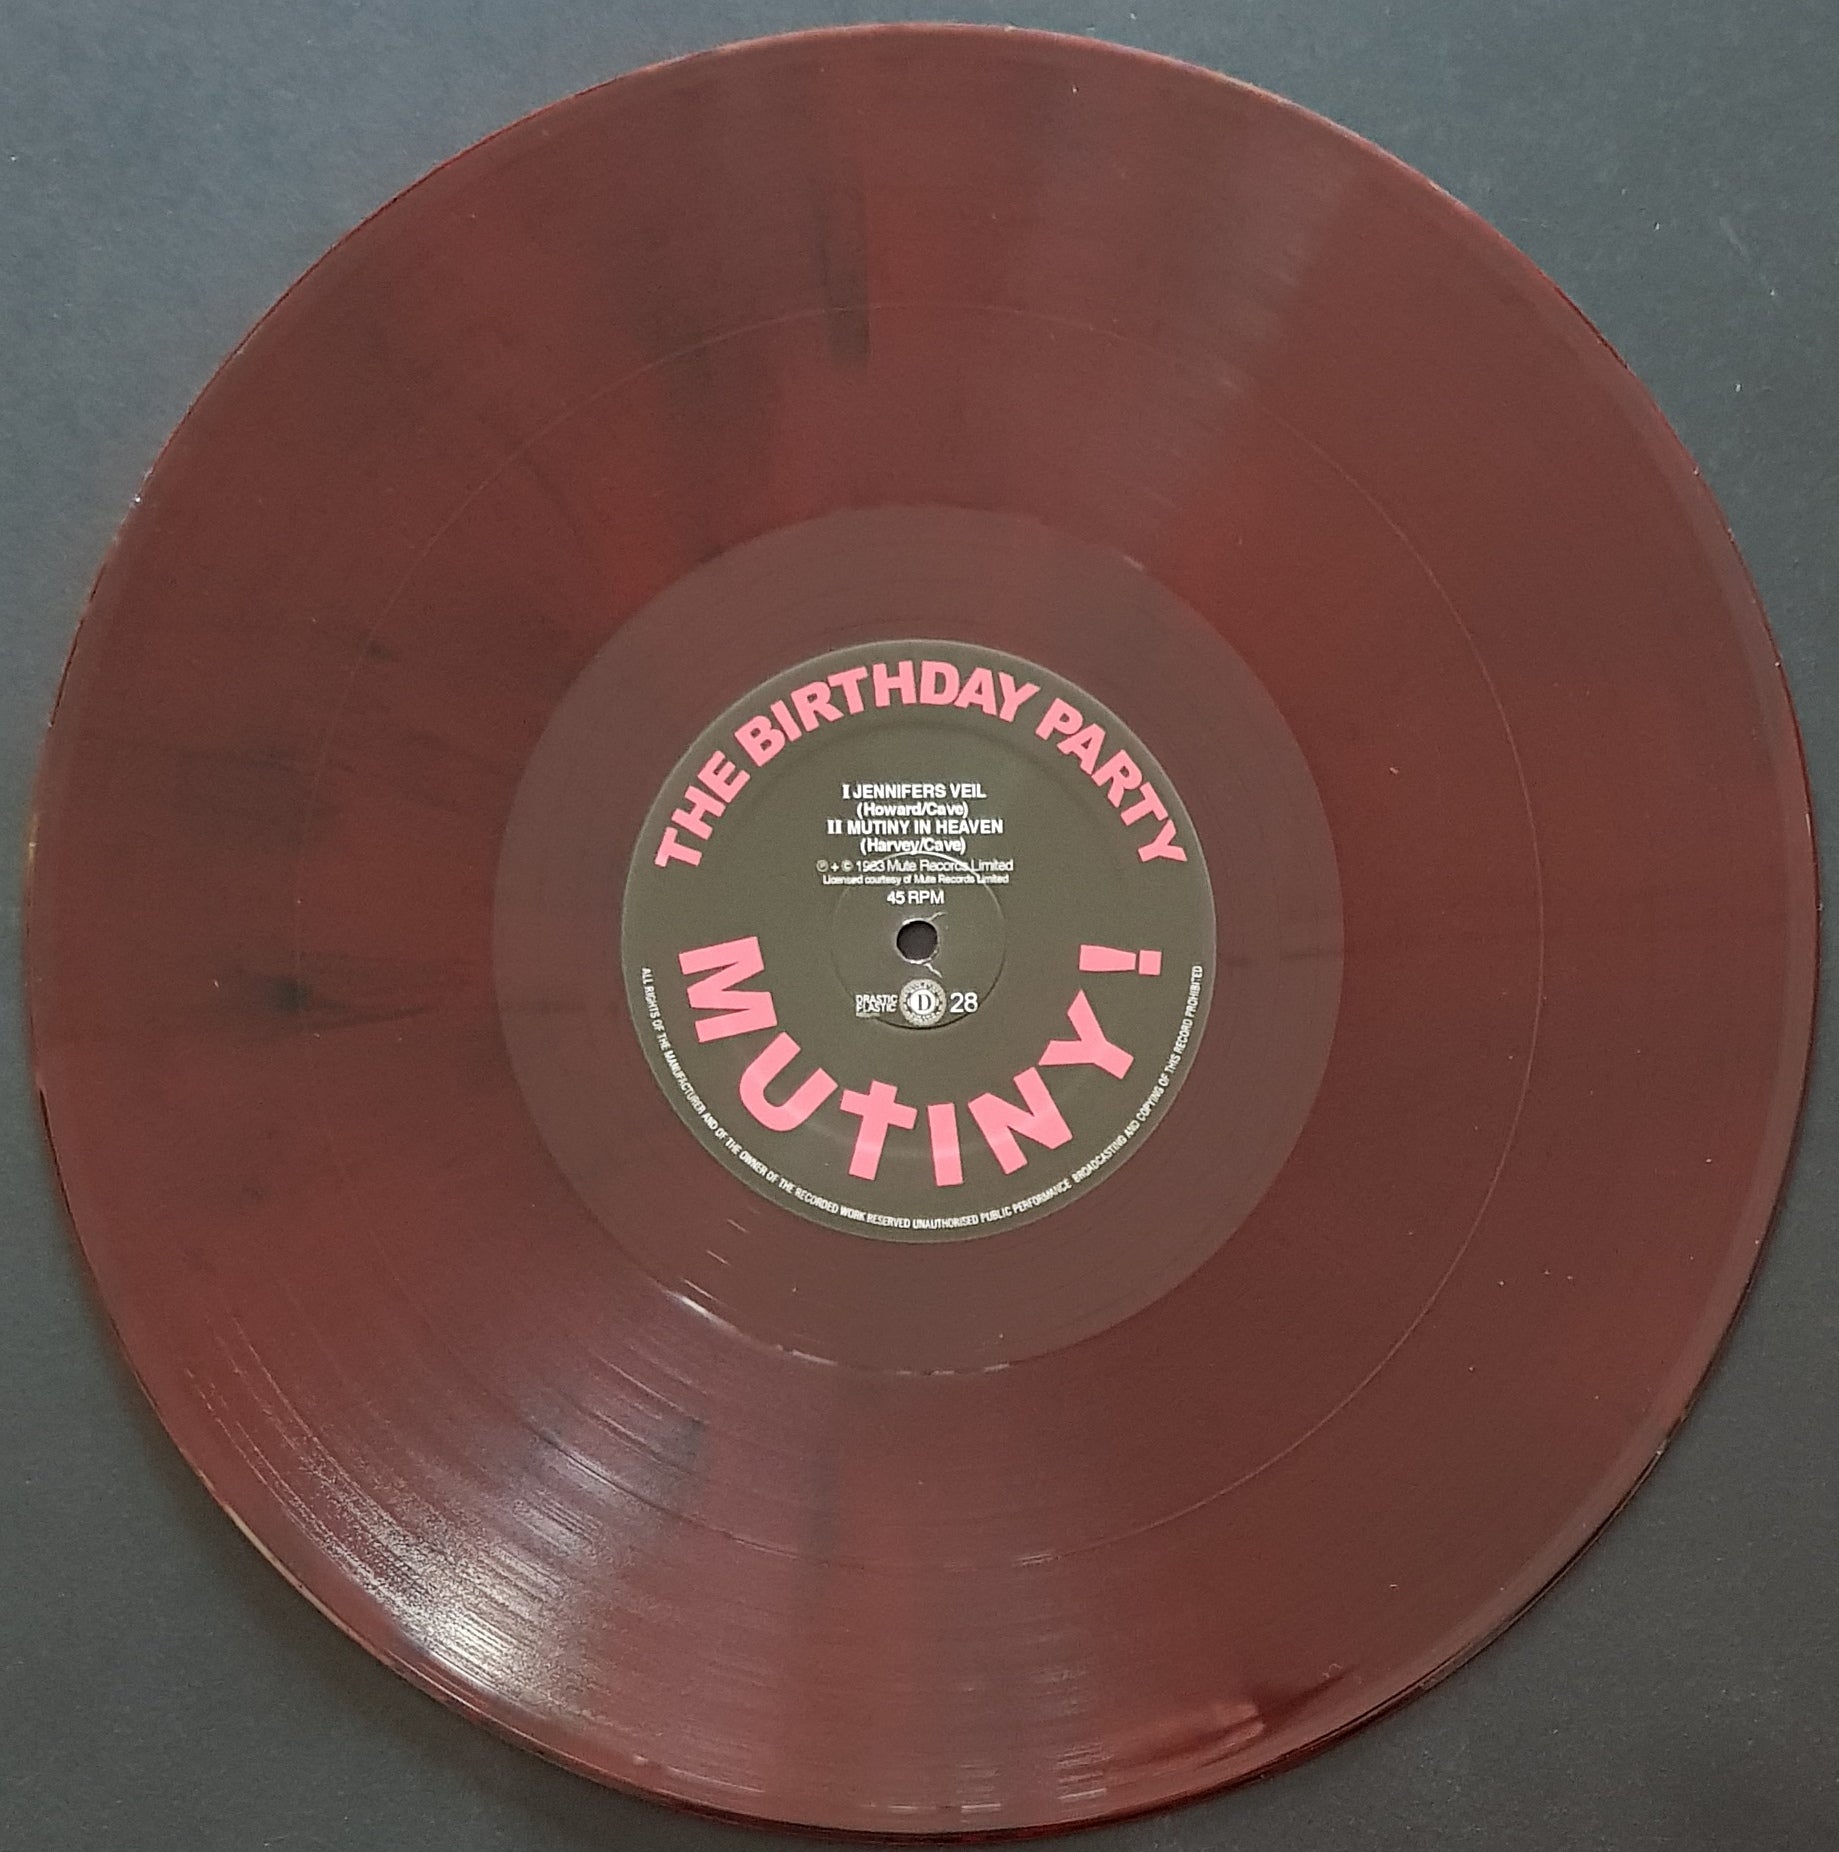 THE BIRTHDAY PARTY
I JENNIFERS VEIL
(Howard/Cave)
II MUTINY IN HEAVEN
(Harvey/Cave)
℗ + © 1983 Mute Records Limited
Licensed courtesy of Mute Records Limited
45 RPM
DRASTIC
PLASTIC
D
28
MUTINY!
ALL RIGHTS OF THE MANUFACTURER AND OF THE OWNER OF THE RECORDED WORK RESERVED UNAUTHORISED PUBLIC PERFORMANCE BROADCASTING AND COPYING OF THIS RECORD PROHIBITED